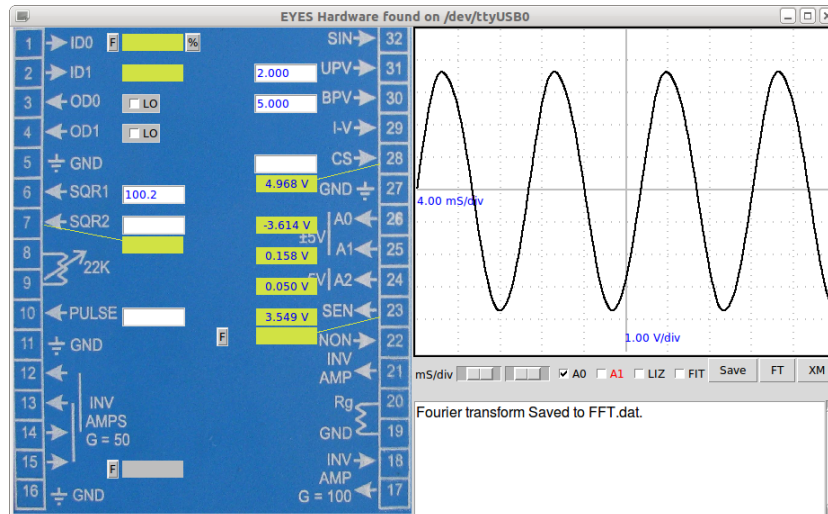 EYES Hardware found on /dev/ttyUSB0
1 ID0 F % SIN 32
2 ID1 2.000 UPV 31
3 OD0 LO 5.000 BPV 30
4 OD1 LO I-V 29
5 GND CS 28
4.968 V GND 27
6 SQR1 100.2
7 SQR2 -3.614 V A0 26
±5V
8 0.158 V A1 25
22K
9 0.050 V 5V A2 24
10 PULSE 3.549 V SEN 23
11 GND F NON 22
INV
12 AMP 21
13 INV Rg 20
AMPS
14 G = 50 GND 19
15 F INV 18
AMP
16 GND G = 100 17
4.00 mS/div
1.00 V/div
mS/div A0 A1 LIZ FIT Save FT XM
Fourier transform Saved to FFT.dat.